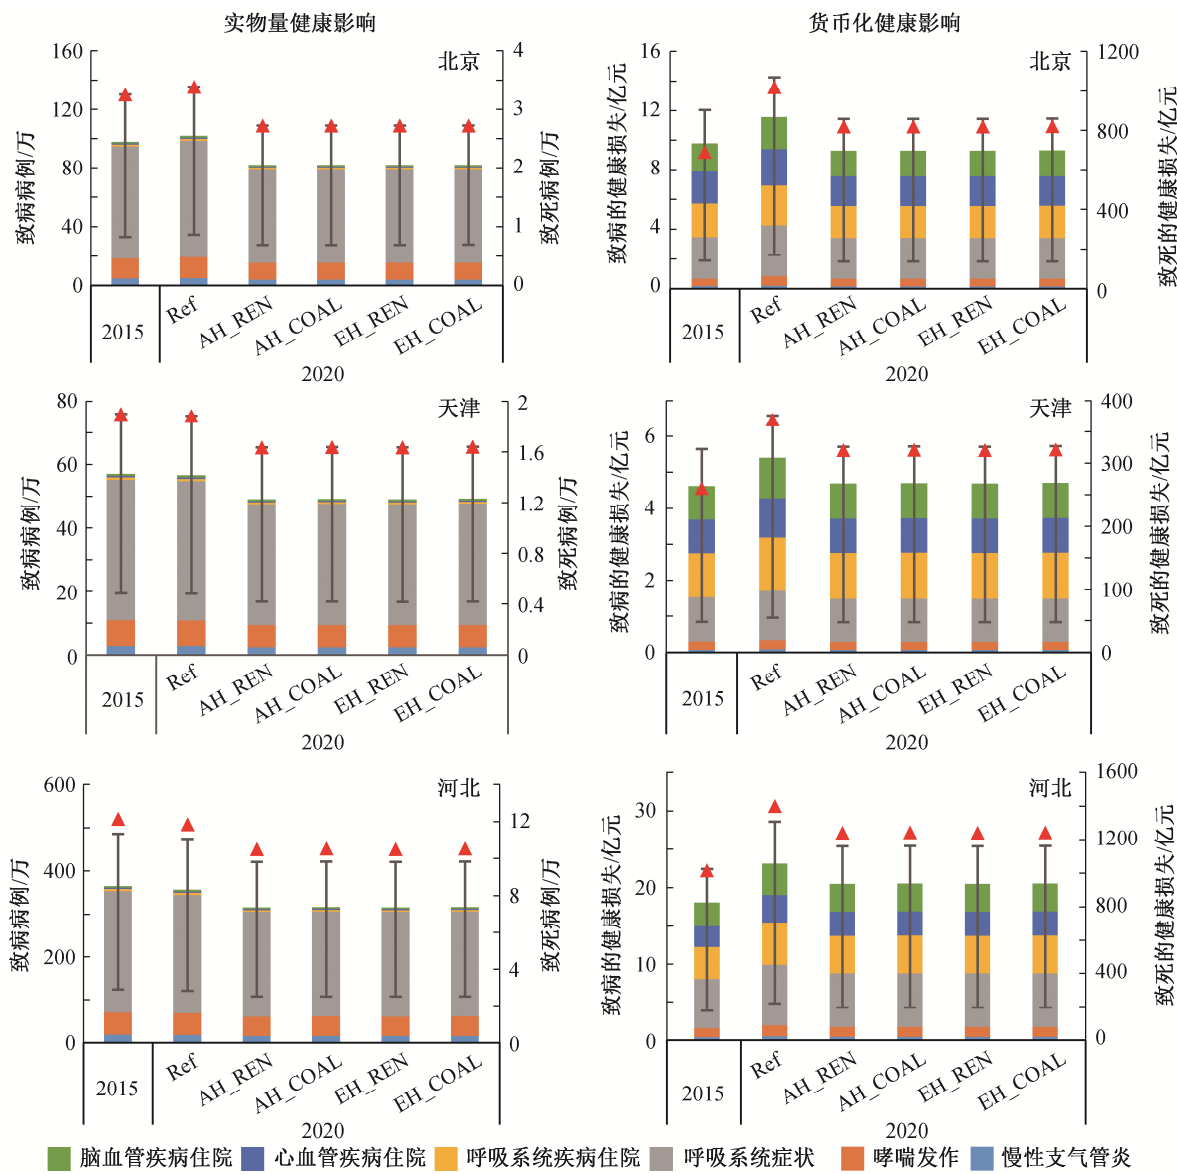 实物量健康影响
货币化健康影响
160
120
80
40
0
致病病例/万
北京
4
3
2
1
0
致死病例/万
2015
Ref
AH_REN
AH_COAL
EH_REN
EH_COAL
2020
16
12
8
4
0
致病的健康损失/亿元
北京
1200
800
400
0
致死的健康损失/亿元
2015
Ref
AH_REN
AH_COAL
EH_REN
EH_COAL
2020
80
60
40
20
0
致病病例/万
天津
2
1.6
1.2
0.8
0.4
0
致死病例/万
2015
Ref
AH_REN
AH_COAL
EH_REN
EH_COAL
2020
6
4
2
0
致病的健康损失/亿元
天津
400
300
200
100
0
致死的健康损失/亿元
2015
Ref
AH_REN
AH_COAL
EH_REN
EH_COAL
2020
600
400
200
0
致病病例/万
河北
12
8
4
0
致死病例/万
2015
Ref
AH_REN
AH_COAL
EH_REN
EH_COAL
2020
30
20
10
0
致病的健康损失/亿元
河北
1600
1200
800
400
0
致死的健康损失/亿元
2015
Ref
AH_REN
AH_COAL
EH_REN
EH_COAL
2020
脑血管疾病住院 心血管疾病住院 呼吸系统疾病住院 呼吸系统症状 哮喘发作 慢性支气管炎